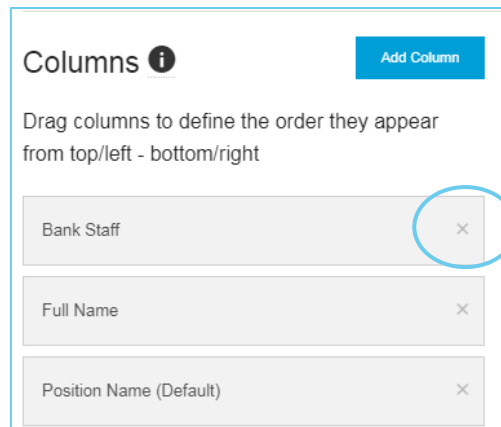 Columns i
Add Column
Drag columns to define the order they appear
from top/left - bottom/right
Bank Staff ×
Full Name ×
Position Name (Default) ×